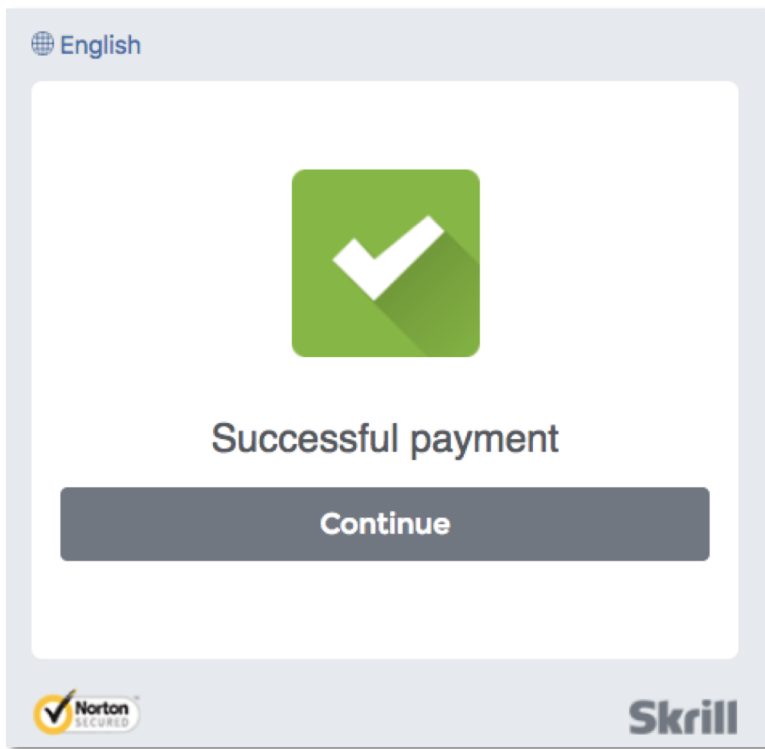 English
Successful payment
Continue
Norton
SECURED
Skrill